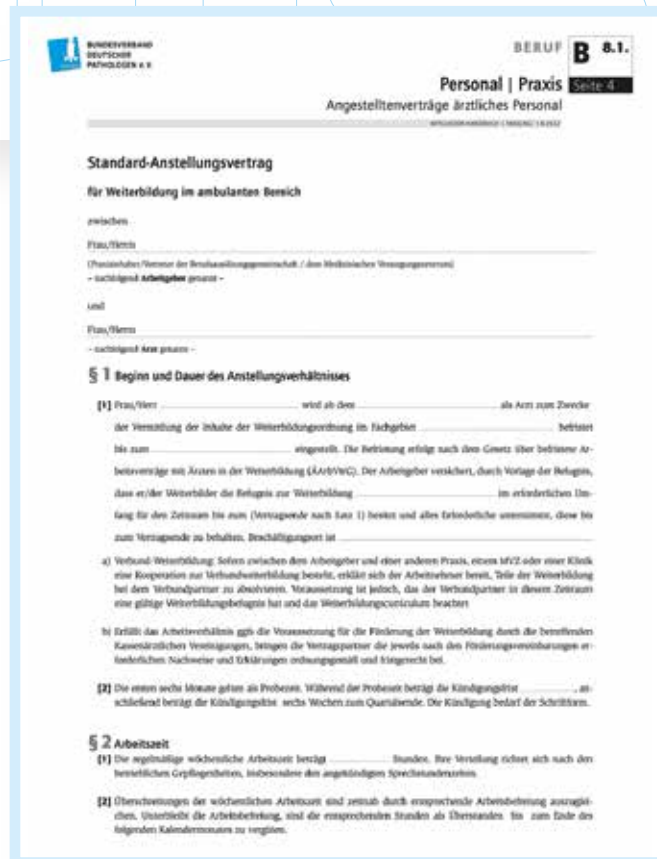 BUNDESVERBAND
DEUTSCHER
PATHOLOGEN e.V.
BERUF B 8.1.
Personal | Praxis Seite 4
Angestelltenverträge ärztliches Personal
Standard-Anstellungsvertrag
für Weiterbildung im ambulanten Bereich
zwischen
Frau/Herrn
(Praxisinhaber/Vertreter der Berufsausübungsgemeinschaft / dem Medizinischen Versorgungszentrum)
– nachfolgend Arbeitgeber genannt –
und
Frau/Herrn
– nachfolgend Arzt genannt –
§ 1 Beginn und Dauer des Anstellungsverhältnisses
[1] Frau/Herr wird ab dem als Arzt zum Zwecke
der Vermittlung der Inhalte der Weiterbildungsordnung im Fachgebiet befristet
bis zum eingestellt. Die Befristung erfolgt nach dem Gesetz über befristete Ar-
beitsverträge mit Ärzten in der Weiterbildung (ÄArbVtrG). Der Arbeitgeber versichert, durch Vorlage der Befugnis,
dass er/der Weiterbilder die Befugnis zur Weiterbildung im erforderlichen Um-
fang für den Zeitraum bis zum (Vertragsende nach Satz 1) besitzt und alles Erforderliche unternimmt, diese bis
zum Vertragsende zu behalten. Beschäftigungsort ist
a) Verbund-Weiterbildung: Sofern zwischen dem Arbeitgeber und einer anderen Praxis, einem MVZ oder einer Klinik
eine Kooperation zur Verbundweiterbildung besteht, erklärt sich der Arbeitnehmer bereit, Teile der Weiterbildung
bei dem Verbundpartner zu absolvieren. Voraussetzung ist jedoch, das der Verbundpartner in diesem Zeitraum
eine gültige Weiterbildungsbefugnis hat und das Weiterbildungscurriculum beachtet
b) Erfüllt das Arbeitsverhältnis ggfs die Voraussetzung für die Förderung der Weiterbildung durch die betreffenden
Kassenärztlichen Vereinigungen, bringen die Vertragspartner die jeweils nach den Förderungsvereinbarungen er-
forderlichen Nachweise und Erklärungen ordnungsgemäß und fristgerecht bei.
[2] Die ersten sechs Monate gelten als Probezeit. Während der Probezeit beträgt die Kündigungsfrist , an-
schließend beträgt die Kündigungsfrist sechs Wochen zum Quartalsende. Die Kündigung bedarf der Schriftform.
§ 2 Arbeitszeit
[1] Die regelmäßige wöchentliche Arbeitszeit beträgt Stunden. Ihre Verteilung richtet sich nach den
betrieblichen Gepflogenheiten, insbesondere den angekündigten Sprechstundenzeiten.
[2] Überschreitungen der wöchentlichen Arbeitszeit sind zeitnah durch entsprechende Arbeitsbefreiung auszuglei-
chen. Unterbleibt die Arbeitsbefreiung, sind die entsprechenden Stunden als Überstunden bis zum Ende des
folgenden Kalendermonates zu vergüten.